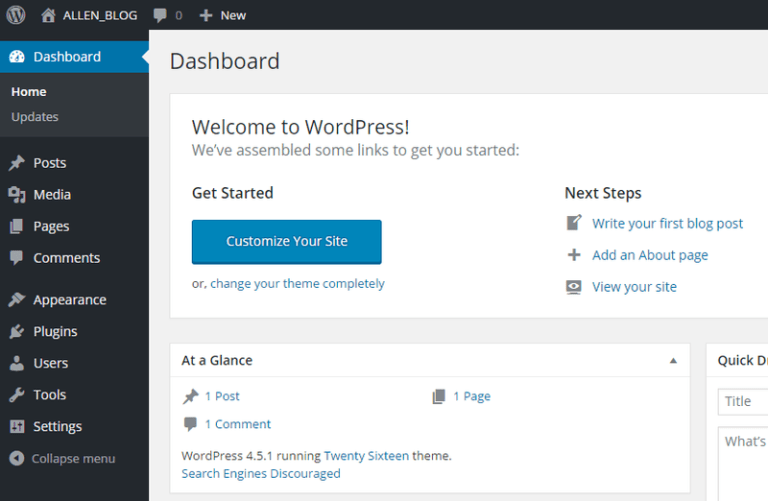 ALLEN_BLOG 0 New
Dashboard
Home
Updates
Posts
Media
Pages
Comments
Appearance
Plugins
Users
Tools
Settings
Collapse menu
Dashboard
Welcome to WordPress!
We've assembled some links to get you started:
Get Started
Customize Your Site
or, change your theme completely
Next Steps
Write your first blog post
Add an About page
View your site
At a Glance
1 Post
1 Page
1 Comment
WordPress 4.5.1 running Twenty Sixteen theme.
Search Engines Discouraged
Quick
Title
What's